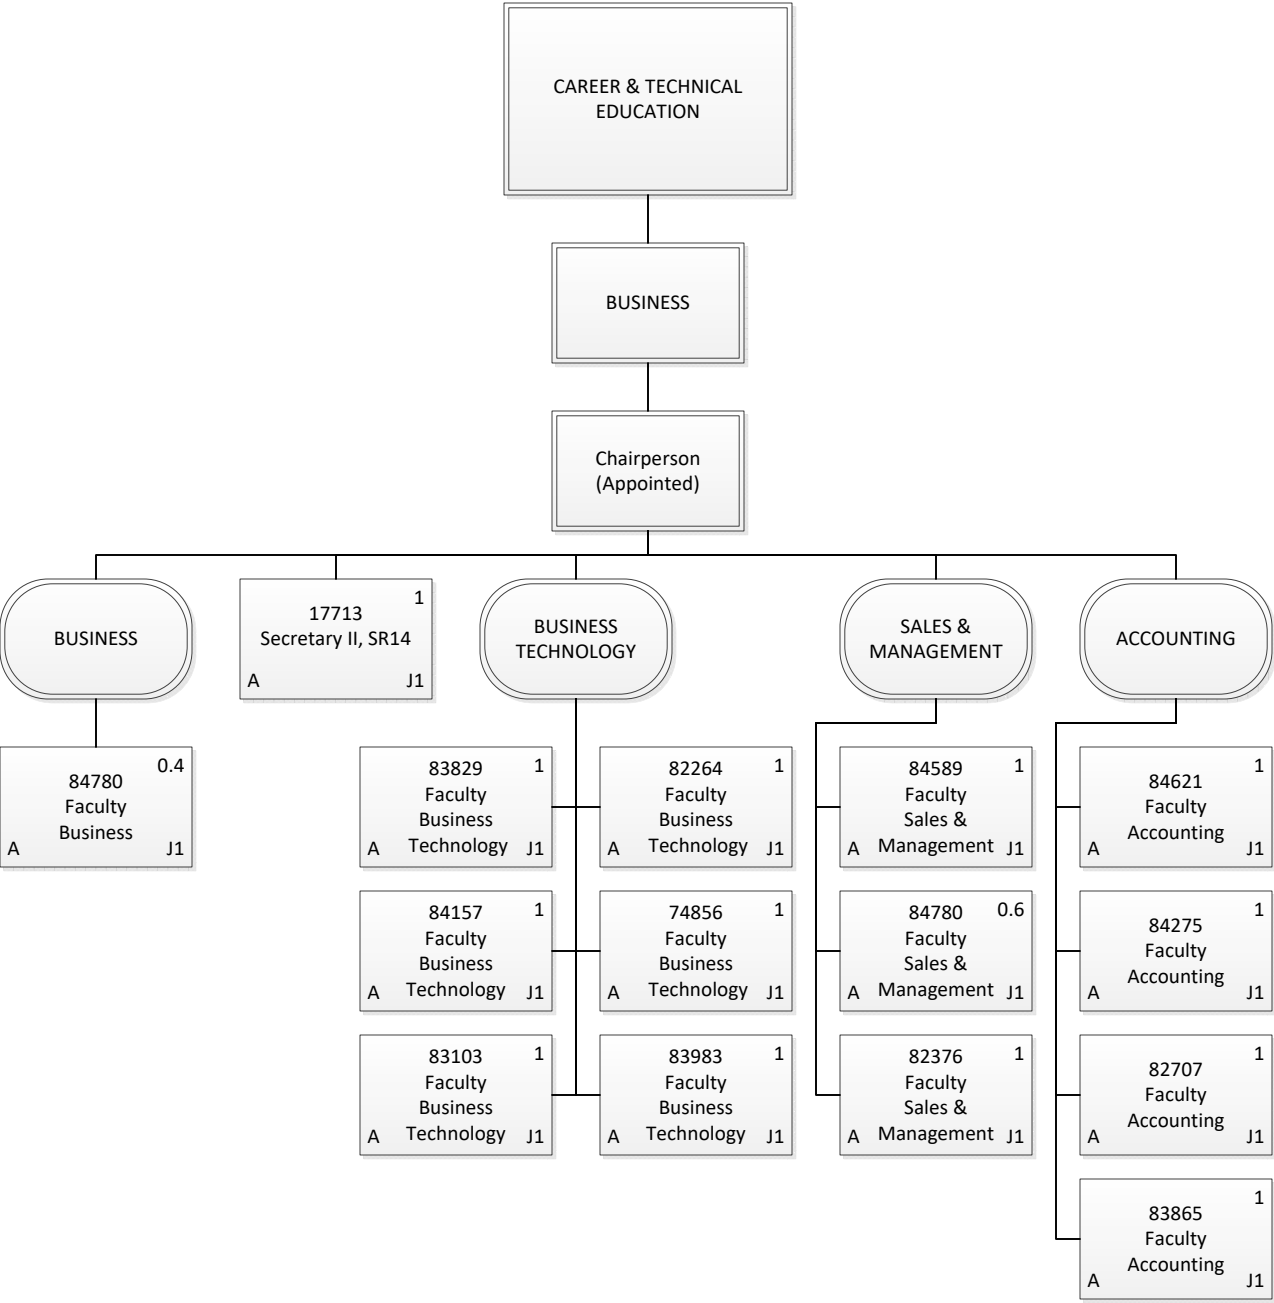 CAREER & TECHNICAL
EDUCATION
BUSINESS
Chairperson
(Appointed)
BUSINESS
1
17713
Secretary II, SR14
A J1
BUSINESS
TECHNOLOGY
SALES &
MANAGEMENT
ACCOUNTING
0.4
84780
Faculty
Business
A J1
83829 1
Faculty
Business
A Technology J1
82264 1
Faculty
Business
A Technology J1
84589 1
Faculty
Sales &
A Management J1
1
84621
Faculty
Accounting
A J1
84157 1
Faculty
Business
A Technology J1
74856 1
Faculty
Business
A Technology J1
84780 0.6
Faculty
Sales &
A Management J1
1
84275
Faculty
Accounting
A J1
83103 1
Faculty
Business
A Technology J1
83983 1
Faculty
Business
A Technology J1
82376 1
Faculty
Sales &
A Management J1
1
82707
Faculty
Accounting
A J1
1
83865
Faculty
Accounting
A J1